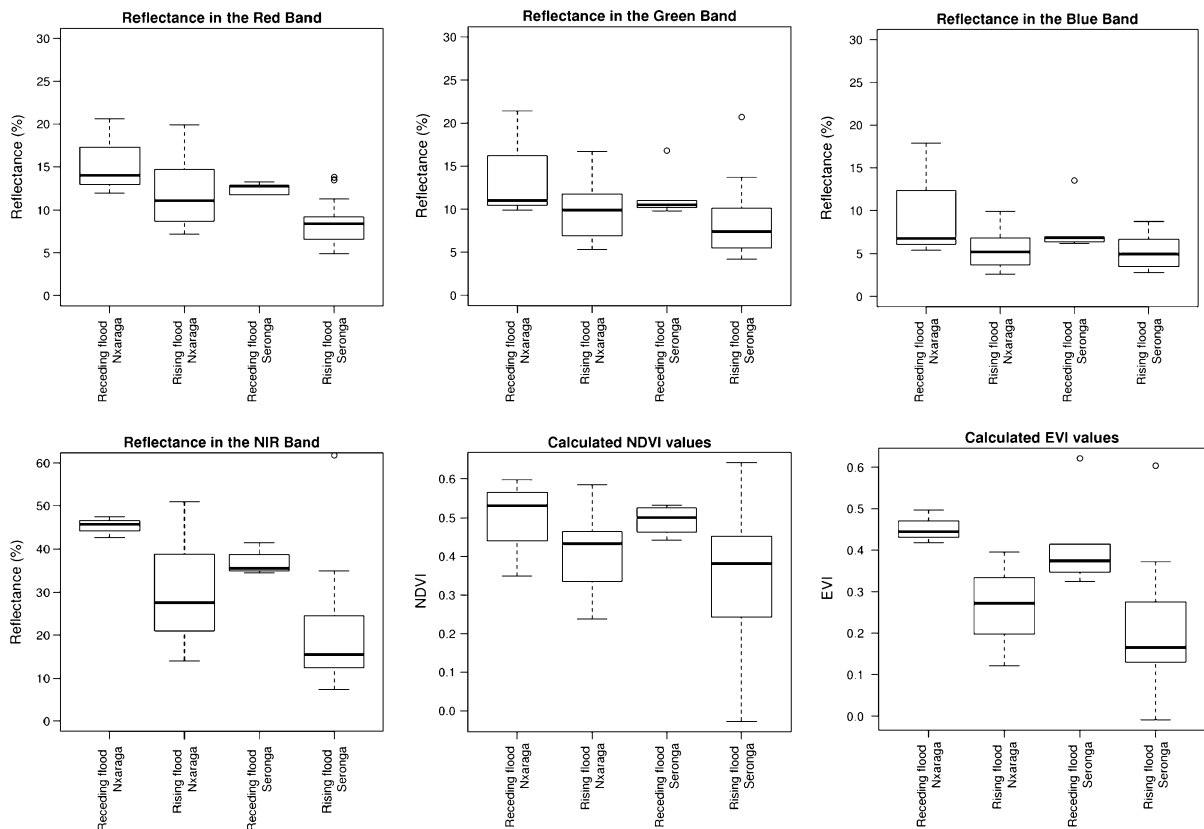 Reflectance in the Red Band
Reflectance (%)
30
25
20
15
10
5
0
Receding flood
Nxaraga
Rising flood
Nxaraga
Receding flood
Seronga
Rising flood
Seronga
Reflectance in the Green Band
Reflectance (%)
30
25
20
15
10
5
0
Receding flood
Nxaraga
Rising flood
Nxaraga
Receding flood
Seronga
Rising flood
Seronga
Reflectance in the Blue Band
Reflectance (%)
30
25
20
15
10
5
0
Receding flood
Nxaraga
Rising flood
Nxaraga
Receding flood
Seronga
Rising flood
Seronga
Reflectance in the NIR Band
Reflectance (%)
60
50
40
30
20
10
0
Receding flood
Nxaraga
Rising flood
Nxaraga
Receding flood
Seronga
Rising flood
Seronga
Calculated NDVI values
NDVI
0.6
0.5
0.4
0.3
0.2
0.1
0.0
Receding flood
Nxaraga
Rising flood
Nxaraga
Receding flood
Seronga
Rising flood
Seronga
Calculated EVI values
EVI
0.6
0.5
0.4
0.3
0.2
0.1
0.0
Receding flood
Nxaraga
Rising flood
Nxaraga
Receding flood
Seronga
Rising flood
Seronga